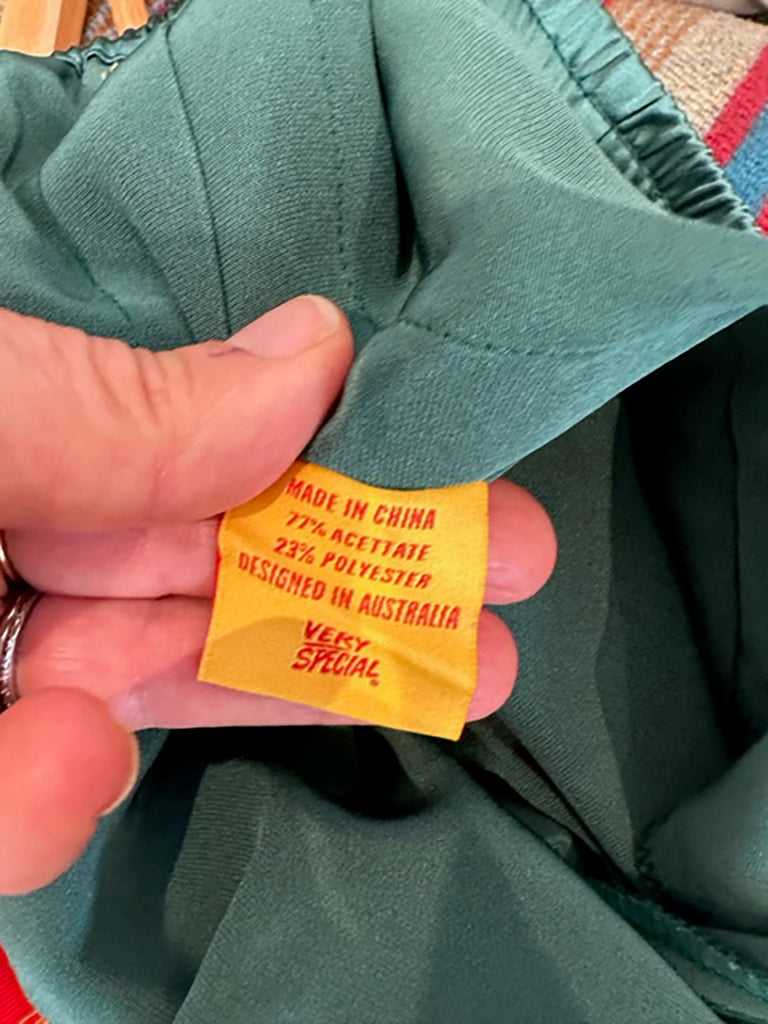 MADE IN CHINA
77% ACETTATE
23% POLYESTER
DESIGNED IN AUSTRALIA
VERY
SPECIAL